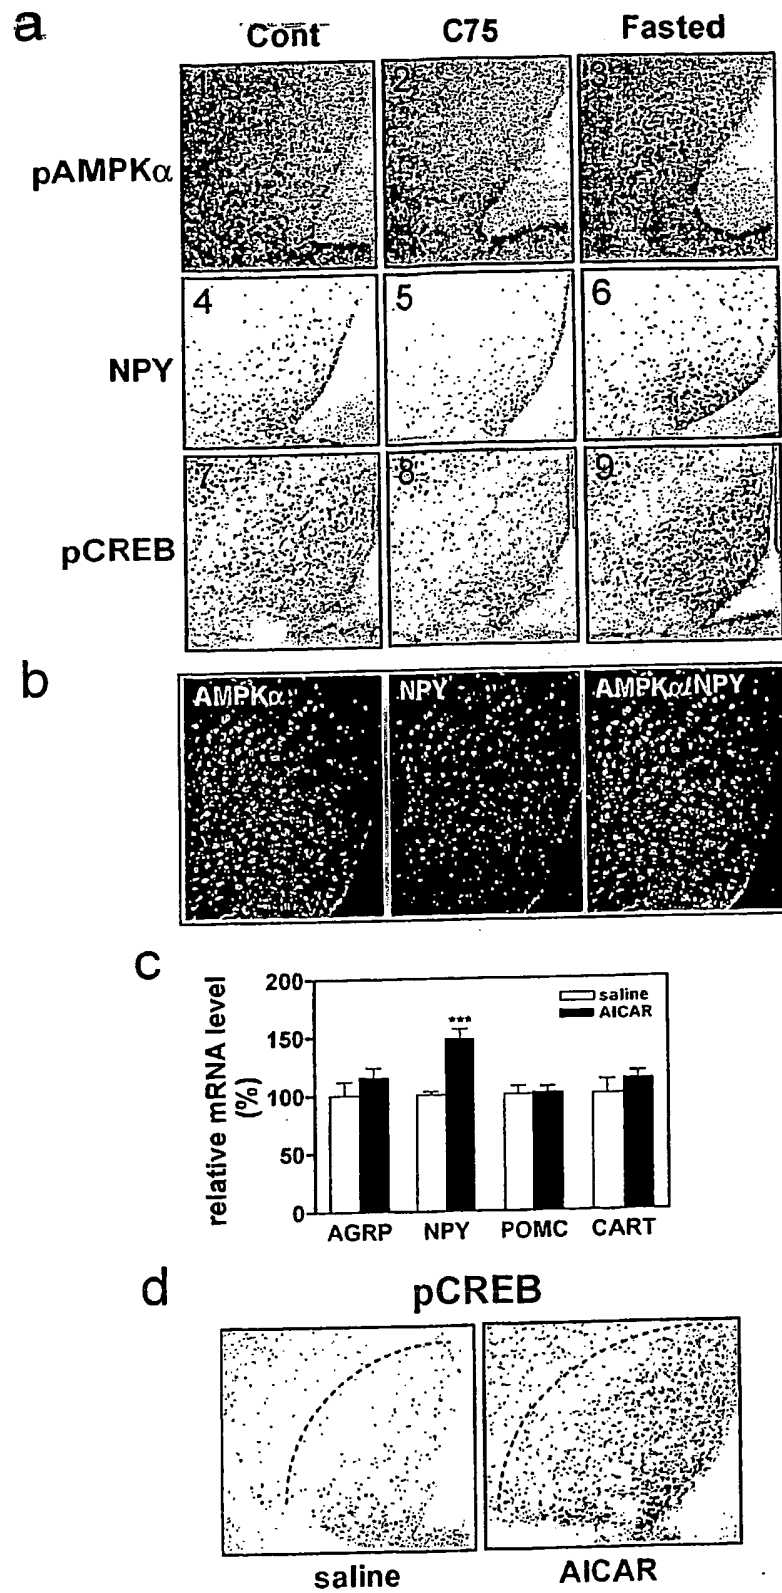 a
Cont C75 Fasted
pAMPKα 1 2 3
NPY 4 5 6
pCREB 7 8 9
b
AMPKα NPY AMPKα/NPY
c
relative mRNA level
(%)
200
150
100
50
0
saline
AICAR
***
AGRP NPY POMC CART
d
pCREB
saline AICAR